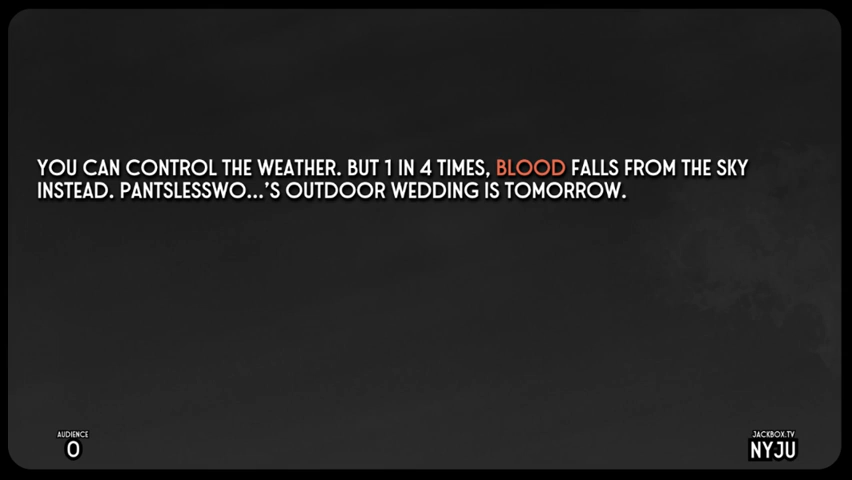 YOU CAN CONTROL THE WEATHER. BUT 1 IN 4 TIMES, BLOOD FALLS FROM THE SKY
INSTEAD. PANTSLESSWO...'S OUTDOOR WEDDING IS TOMORROW.
AUDIENCE
0
JACKBOX.TV
NYJU